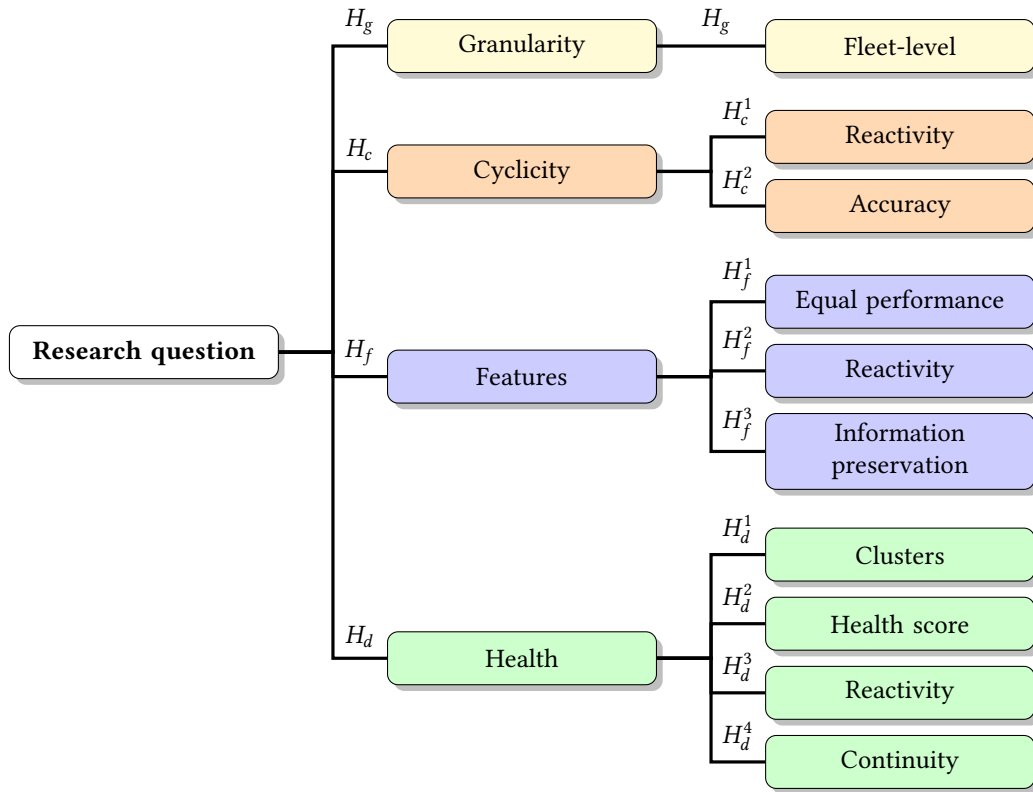 H_g
Granularity
H_g
Fleet-level
H_c
Cyclicity
H_c^1
Reactivity
H_c^2
Accuracy
Research question
H_f
Features
H_f^1
Equal performance
H_f^2
Reactivity
H_f^3
Information
preservation
H_d
Health
H_d^1
Clusters
H_d^2
Health score
H_d^3
Reactivity
H_d^4
Continuity